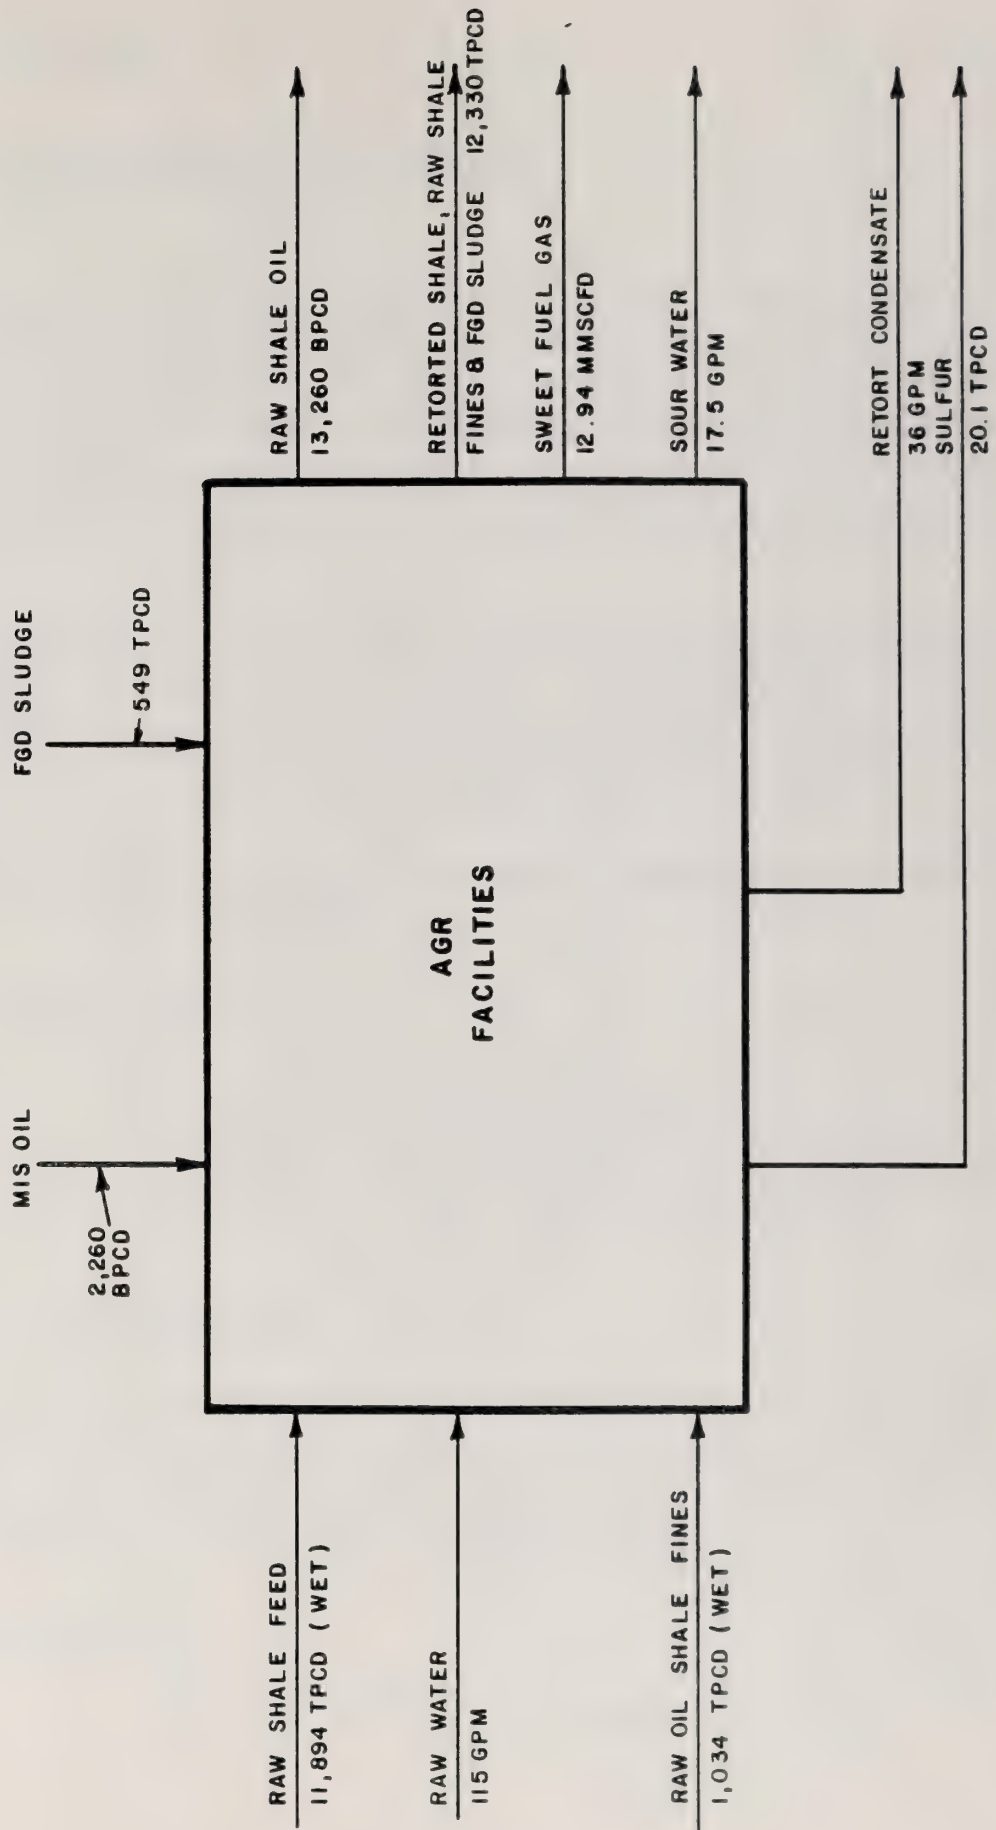 MIS OIL
2,260
BPCD
FGD SLUDGE
549 TPCD
RAW SHALE FEED
11,894 TPCD (WET)
RAW WATER
115 GPM
RAW OIL SHALE FINES
1,034 TPCD (WET)
AGR
FACILITIES
RAW SHALE OIL
13,260 BPCD
RETORTED SHALE, RAW SHALE
FINES & FGD SLUDGE 12,330 TPCD
SWEET FUEL GAS
12.94 MMSCFD
SOUR WATER
17.5 GPM
RETORT CONDENSATE
36 GPM
SULFUR
20.1 TPCD